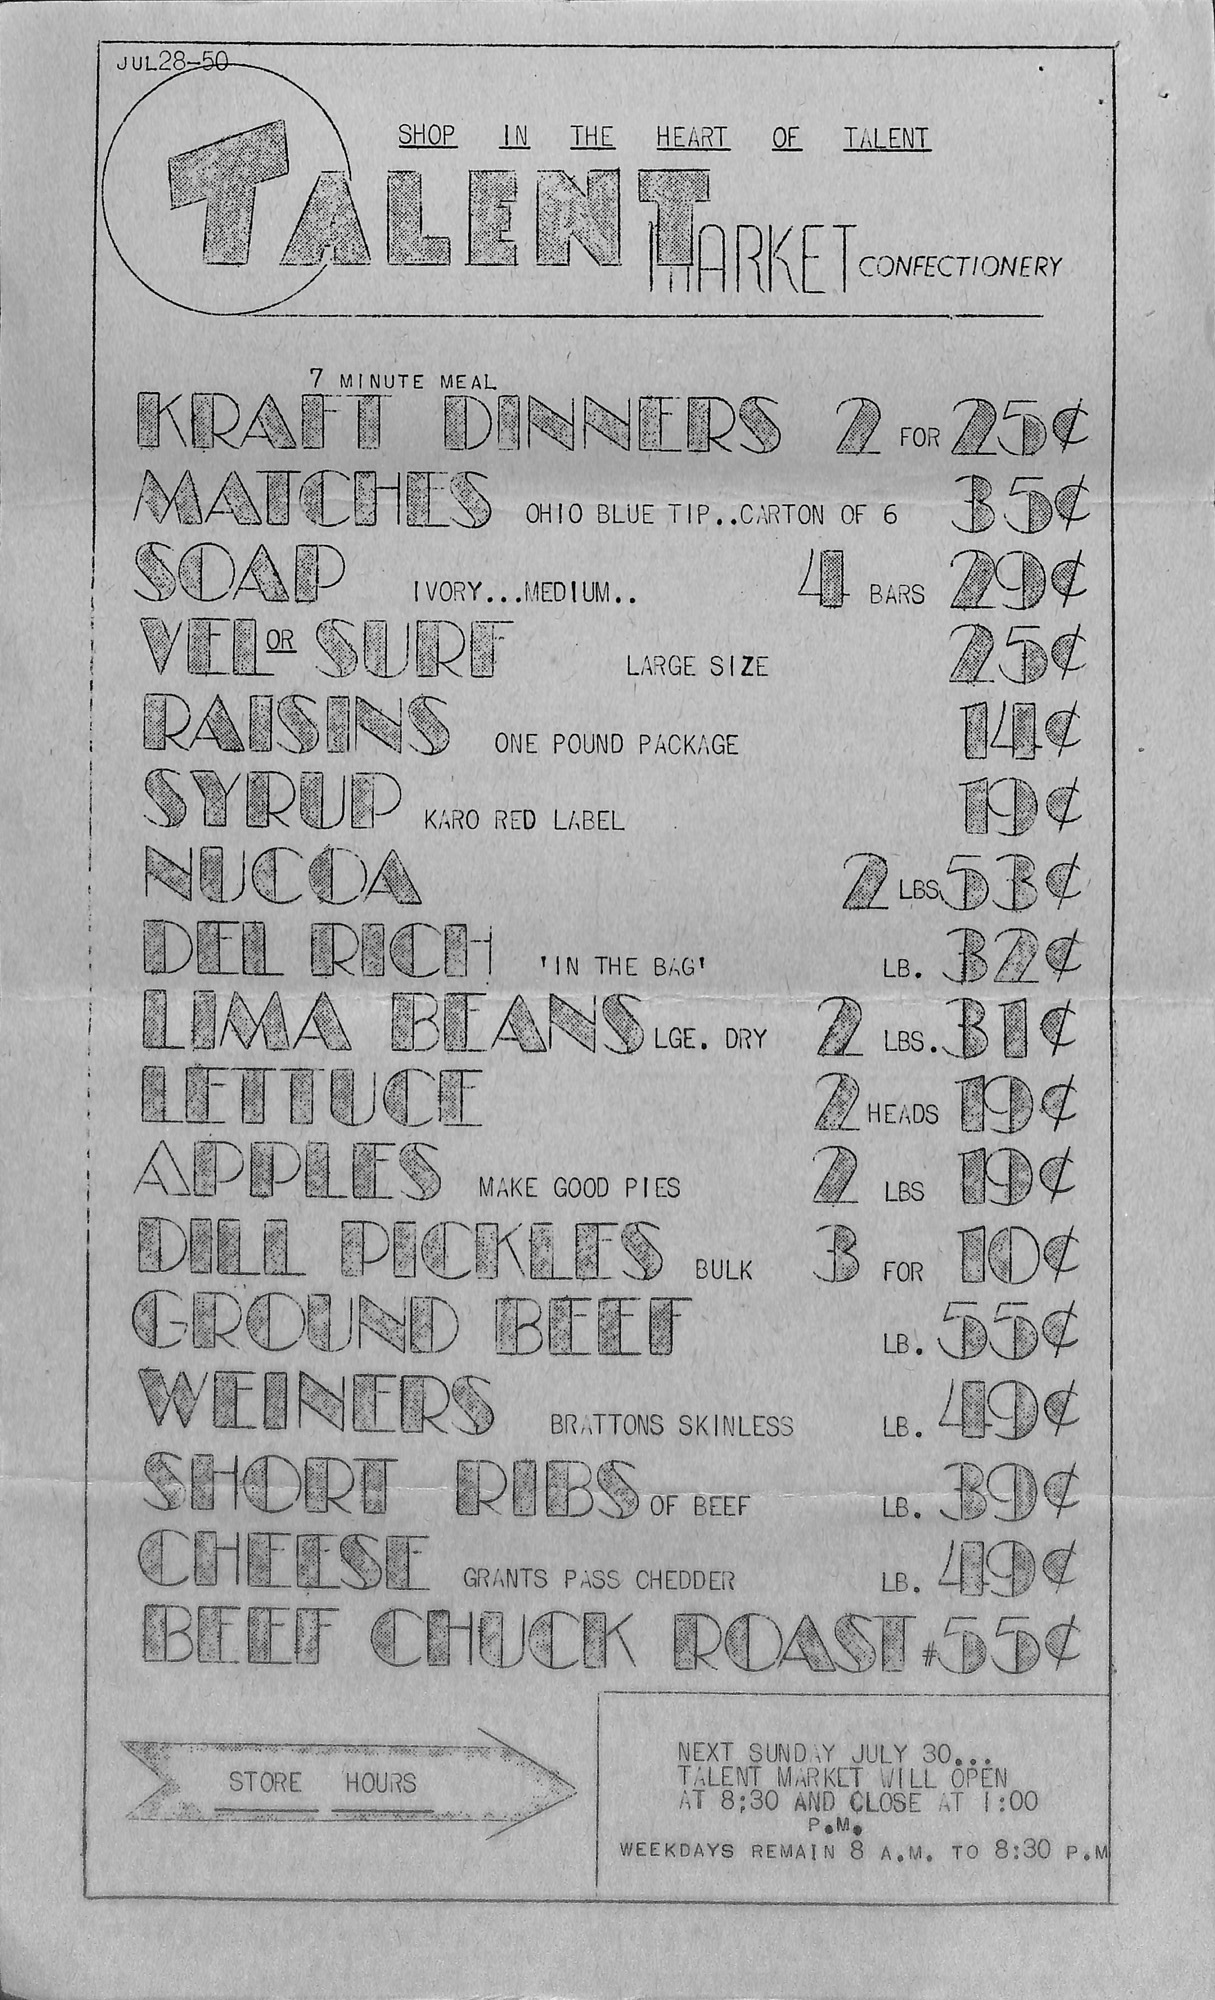 JUL28-50
SHOP IN THE HEART OF TALENT
TALENT MARKET CONFECTIONERY
7 MINUTE MEAL
KRAFT DINNERS 2 FOR 25¢
MATCHES OHIO BLUE TIP..CARTON OF 6 35¢
SOAP IVORY...MEDIUM.. 4 BARS 29¢
VEL OR SURF LARGE SIZE 25¢
RAISINS ONE POUND PACKAGE 14¢
SYRUP KARO RED LABEL 19¢
NUCOA 2 LBS 53¢
DEL RICH 'IN THE BAG' LB. 32¢
LIMA BEANS LGE. DRY 2 LBS. 31¢
LETTUCE 2 HEADS 19¢
APPLES MAKE GOOD PIES 2 LBS 19¢
DILL PICKLES BULK 3 FOR 10¢
GROUND BEEF LB. 55¢
WEINERS BRATTONS SKINLESS LB. 49¢
SHORT RIBS OF BEEF LB. 39¢
CHEESE GRANTS PASS CHEDDER LB. 49¢
BEEF CHUCK ROAST # 55¢
STORE HOURS
NEXT SUNDAY JULY 30...
TALENT MARKET WILL OPEN
AT 8:30 AND CLOSE AT 1:00
P.M.
WEEKDAYS REMAIN 8 A.M. TO 8:30 P.M